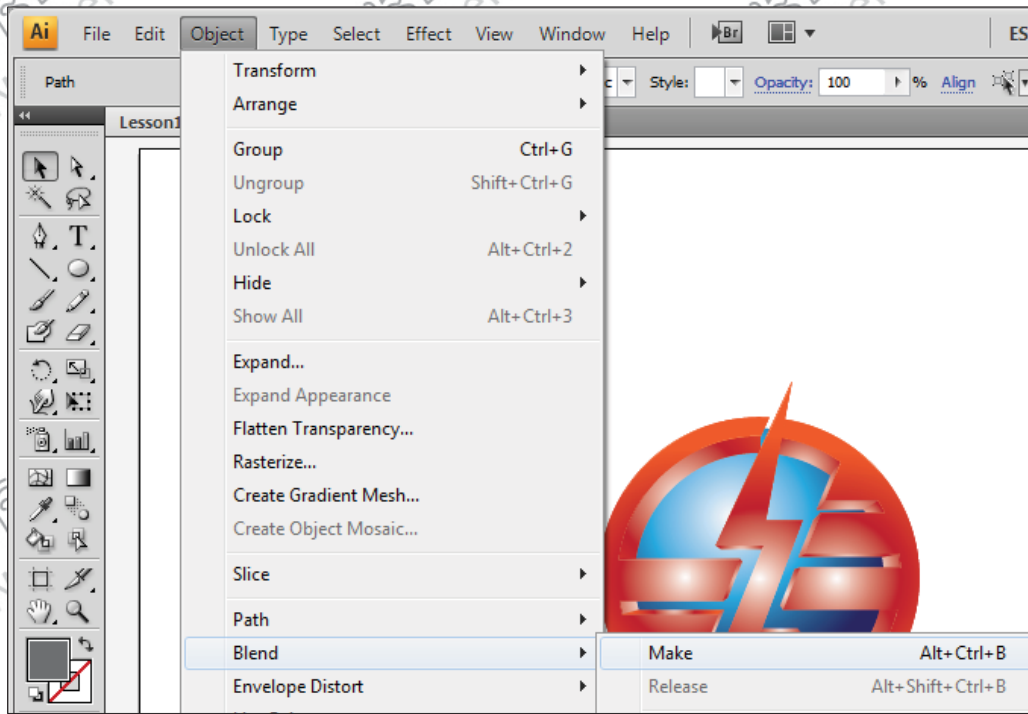 Ai File Edit Object Type Select Effect View Window Help Br ES
Path c Style: Opacity: 100 % Align
Lesson1
Transform
Arrange
Group Ctrl+G
Ungroup Shift+Ctrl+G
Lock
Unlock All Alt+Ctrl+2
Hide
Show All Alt+Ctrl+3
Expand...
Expand Appearance
Flatten Transparency...
Rasterize...
Create Gradient Mesh...
Create Object Mosaic...
Slice
Path
Blend
Make Alt+Ctrl+B
Envelope Distort
Release Alt+Shift+Ctrl+B